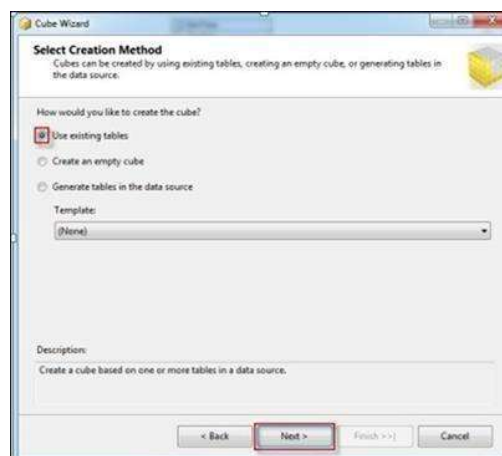 Cube Wizard
Select Creation Method
Cubes can be created by using existing tables, creating an empty cube, or generating tables in
the data source.
How would you like to create the cube?
Use existing tables
Create an empty cube
Generate tables in the data source
Template:
(None)
Description:
Create a cube based on one or more tables in a data source.
< Back
Next >
Finish >>|
Cancel